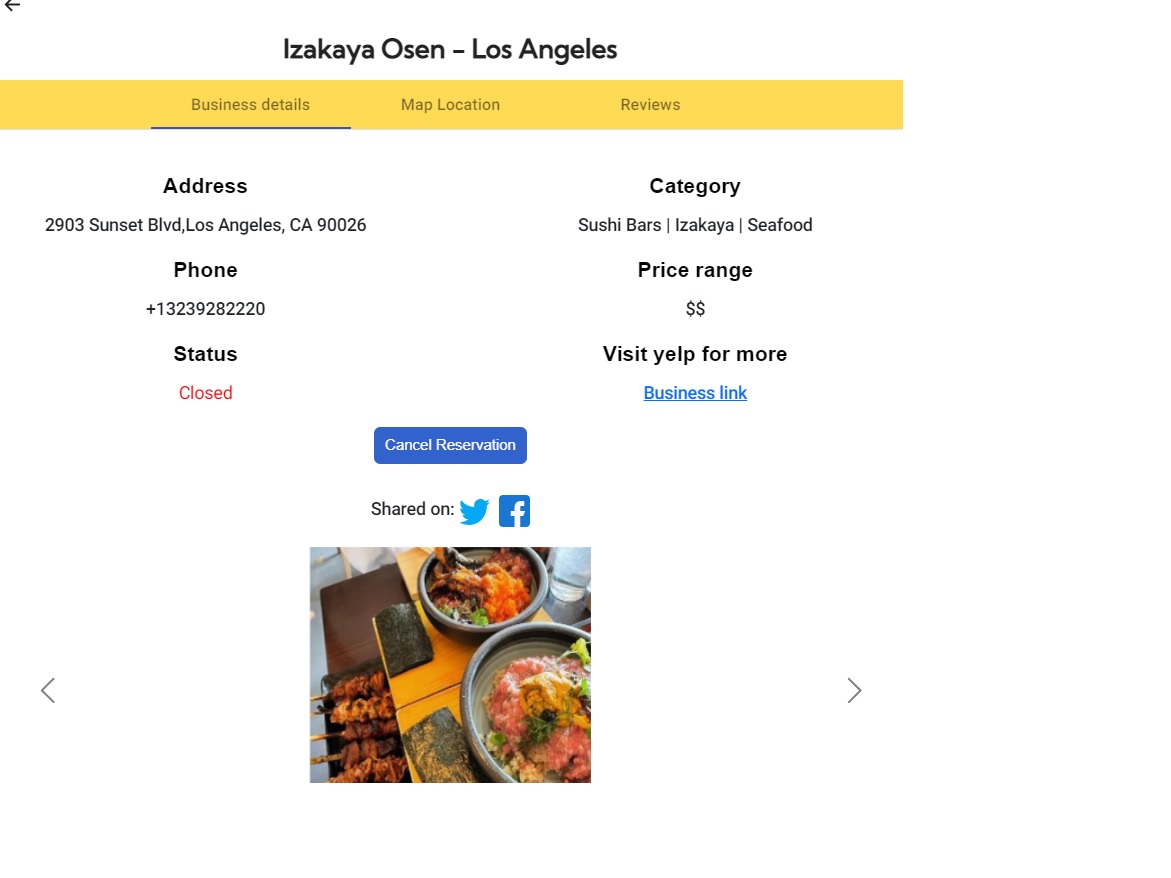 Izakaya Osen – Los Angeles
Business details
Map Location
Reviews
Address
2903 Sunset Blvd,Los Angeles, CA 90026
Category
Sushi Bars | Izakaya | Seafood
Phone
+13239282220
Price range
$$
Status
Closed
Visit yelp for more
Business link
Cancel Reservation
Shared on: